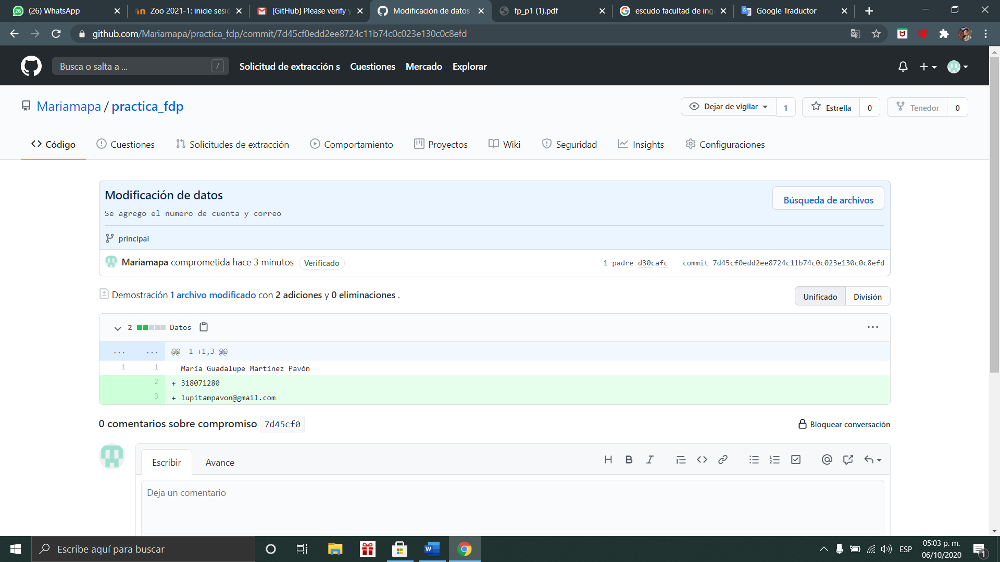 (26) WhatsApp
Zoo 2021-1: inicie sesió
[GitHub] Please verify y
Modificación de datos
fp_p1 (1).pdf
escudo facultad de ing
Google Traductor
github.com/Mariamapa/practica_fdp/commit/7d45cf0edd2ee8724c11b74c0c023e130c0c8efd
NP
Busca o salta a ... /
Solicitud de extracción s Cuestiones Mercado Explorar
Mariamapa / practica_fdp
Dejar de vigilar 1 Estrella 0 Tenedor 0
Código Cuestiones Solicitudes de extracción Comportamiento Proyectos Wiki Seguridad Insights Configuraciones
Modificación de datos
Búsqueda de archivos
Se agrego el numero de cuenta y correo
principal
Mariamapa comprometida hace 3 minutos Verificado
1 padre d30cafc commit 7d45cf0edd2ee8724c11b74c0c023e130c0c8efd
Demostración 1 archivo modificado con 2 adiciones y 0 eliminaciones .
Unificado División
2 Datos
... ... @@ -1 +1,3 @@
1 1 María Guadalupe Martínez Pavón
2 + 318071280
3 + lupitampavon@gmail.com
0 comentarios sobre compromiso 7d45cf0
Bloquear conversación
Escribir Avance
Deja un comentario
Escribe aquí para buscar
ESP
05:03 p. m.
06/10/2020
1